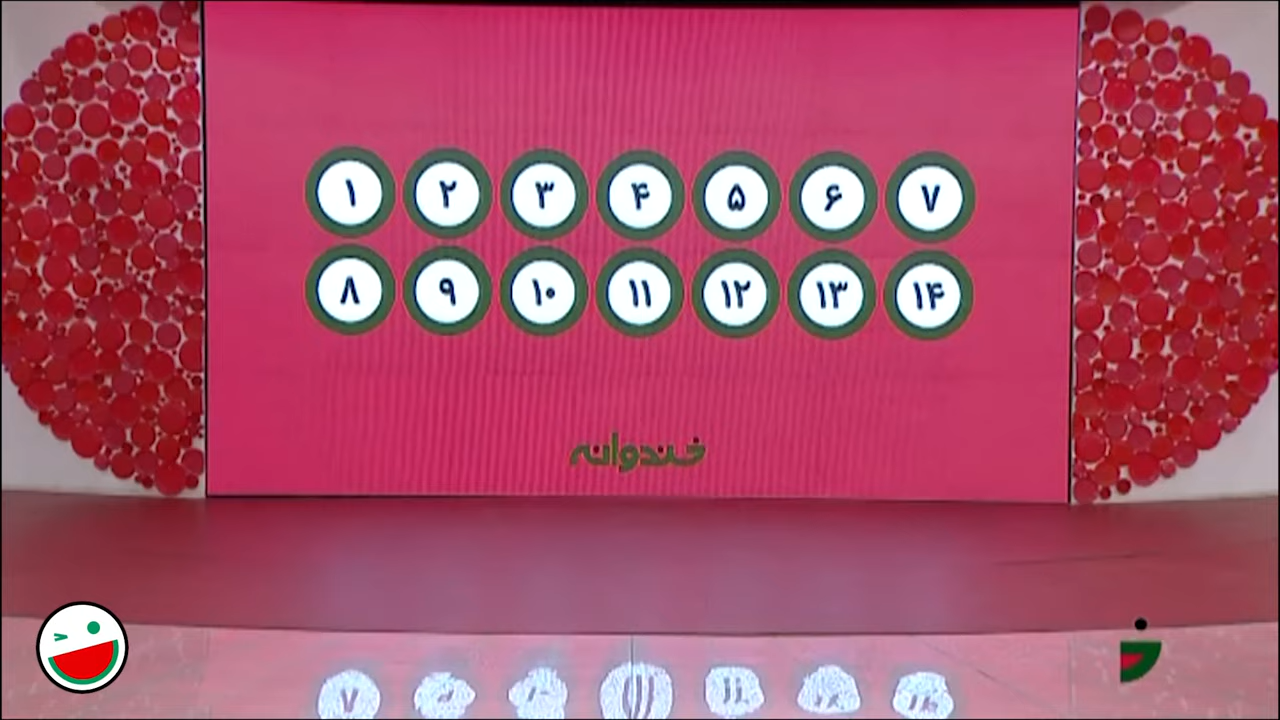 ۱ ۲ ۳ ۴ ۵ ۶ ۷
۸ ۹ ۱۰ ۱۱ ۱۲ ۱۳ ۱۴
خندوانه